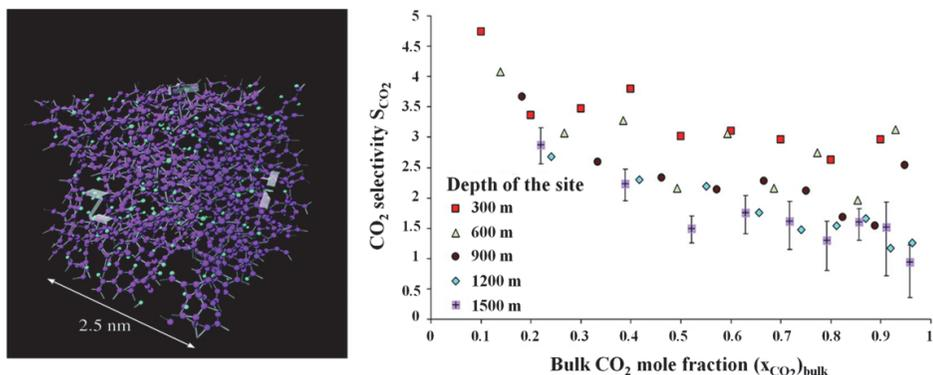 2.5 nm
CO2 selectivity SCO2
5
4.5
4
3.5
3
2.5
2
1.5
1
0.5
0
Depth of the site
300 m
600 m
900 m
1200 m
1500 m
0 0.1 0.2 0.3 0.4 0.5 0.6 0.7 0.8 0.9 1
Bulk CO2 mole fraction (xCO2)bulk